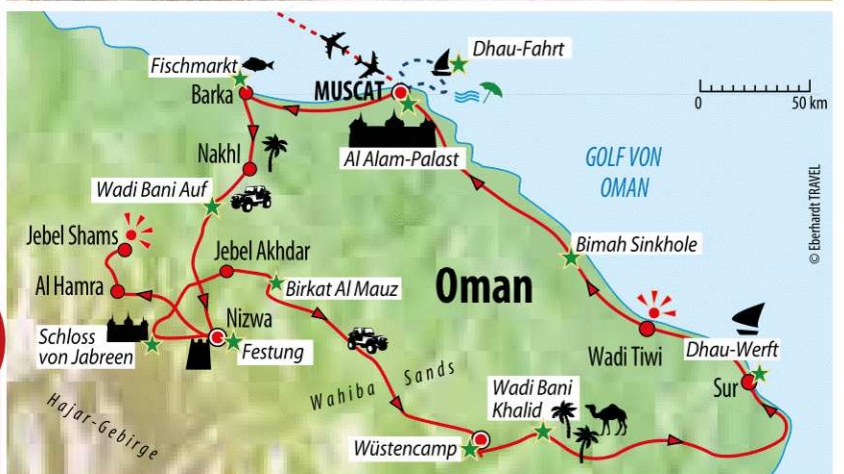 Dhau-Fahrt
Fischmarkt
MUSCAT
Barka
0 50 km
Al Alam-Palast
Nakhl
GOLF VON
OMAN
Wadi Bani Auf
© Eberhardt TRAVEL
Jebel Shams
Jebel Akhdar
Bimah Sinkhole
Al Hamra
Birkat Al Mauz
Oman
Nizwa
Schloss
von Jabreen
Festung
Wadi Tiwi
Dhau-Werft
Sur
Wahiba Sands
Wadi Bani
Khalid
Hajar-Gebirge
Wüstencamp